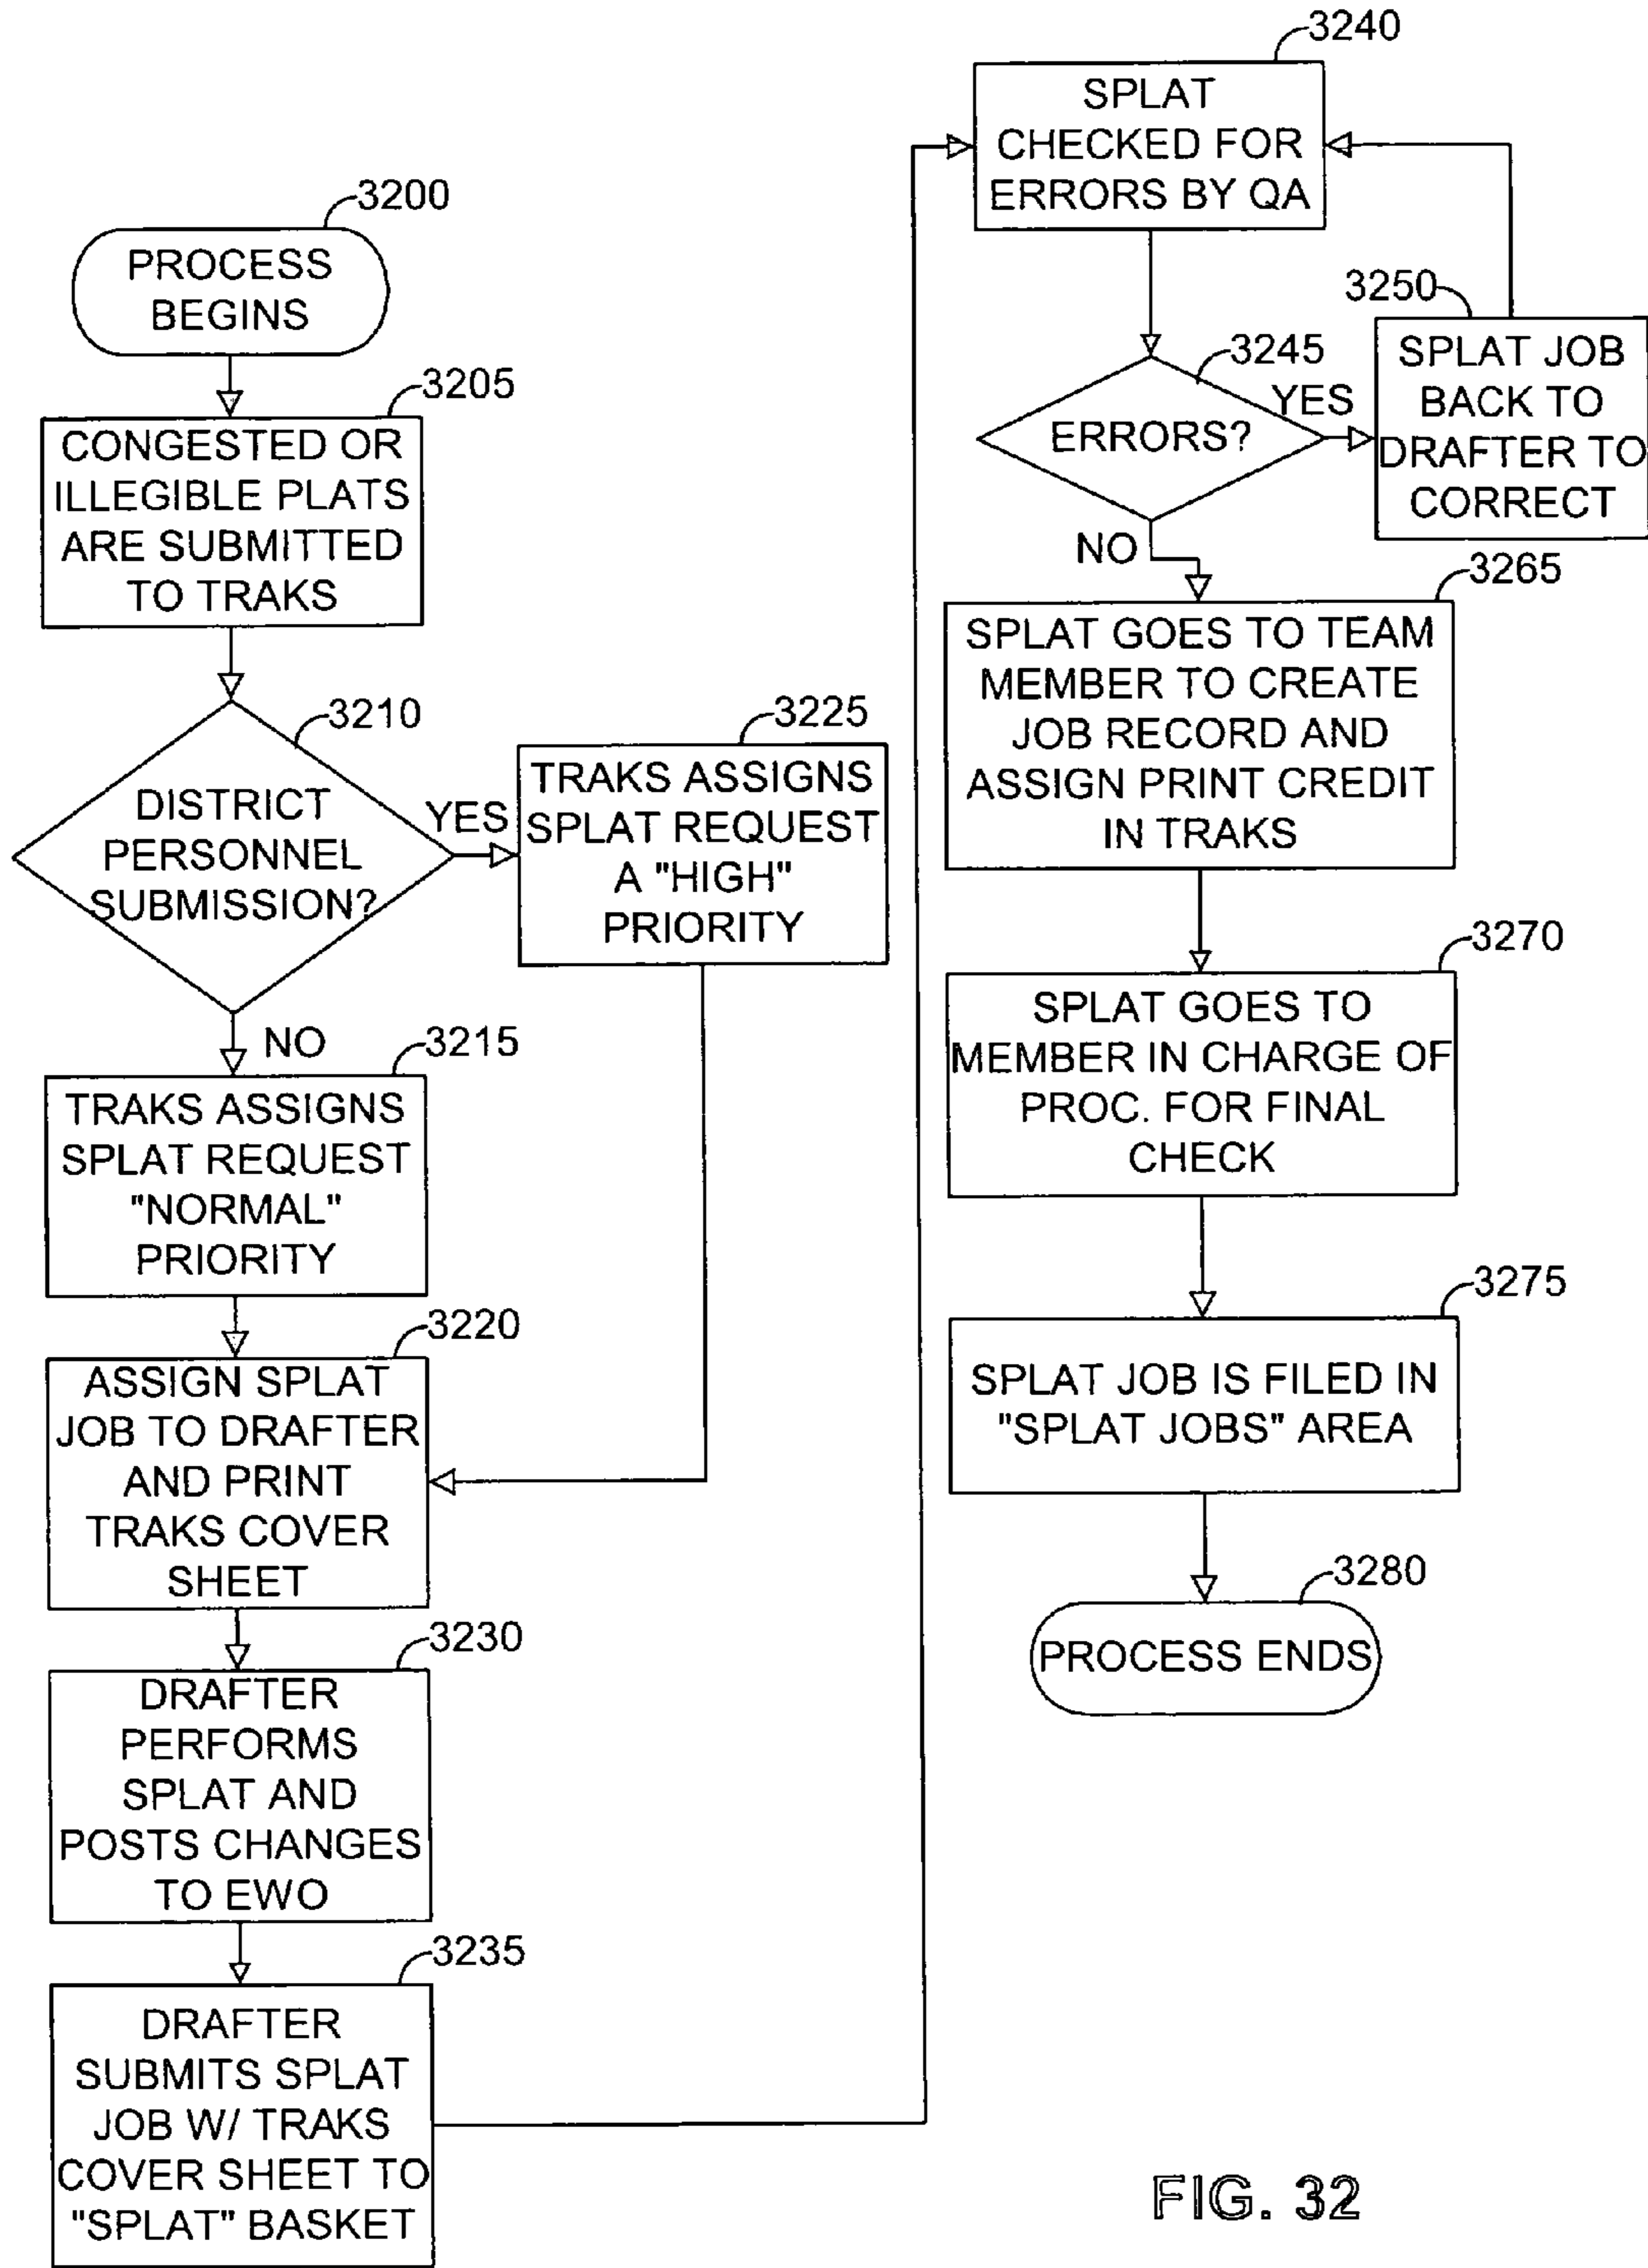 3200
PROCESS
BEGINS
3205
CONGESTED OR
ILLEGIBLE PLATS
ARE SUBMITTED
TO TRAKS
3210
DISTRICT
PERSONNEL
SUBMISSION?
YES
3225
TRAKS ASSIGNS
SPLAT REQUEST
A "HIGH"
PRIORITY
NO
3215
TRAKS ASSIGNS
SPLAT REQUEST
"NORMAL"
PRIORITY
3220
ASSIGN SPLAT
JOB TO DRAFTER
AND PRINT
TRAKS COVER
SHEET
3230
DRAFTER
PERFORMS
SPLAT AND
POSTS CHANGES
TO EWO
3235
DRAFTER
SUBMITS SPLAT
JOB W/ TRAKS
COVER SHEET TO
"SPLAT" BASKET
3240
SPLAT
CHECKED FOR
ERRORS BY QA
3245
ERRORS?
YES
3250
SPLAT JOB
BACK TO
DRAFTER TO
CORRECT
NO
3265
SPLAT GOES TO TEAM
MEMBER TO CREATE
JOB RECORD AND
ASSIGN PRINT CREDIT
IN TRAKS
3270
SPLAT GOES TO
MEMBER IN CHARGE OF
PROC. FOR FINAL
CHECK
3275
SPLAT JOB IS FILED IN
"SPLAT JOBS" AREA
3280
PROCESS ENDS
FIG. 32